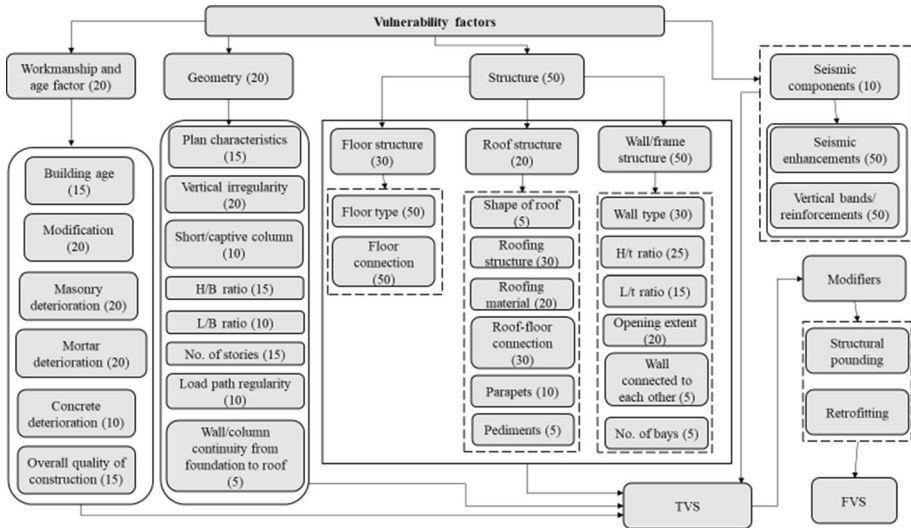 Vulnerability factors
Workmanship and
age factor
(20)
Geometry (20)
Structure (50)
Seismic
components (10)
Building age
(15)
Modification
(20)
Masonry
deterioration (20)
Mortar
deterioration (20)
Concrete
deterioration (10)
Overall quality of
construction (15)
Plan characteristics
(15)
Vertical irregularity
(20)
Short/captive column
(10)
H/B ratio (15)
L/B ratio (10)
No. of stories (15)
Load path regularity
(10)
Wall/column
continuity from
foundation to roof
(5)
Floor structure
(30)
Floor type (50)
Floor
connection
(50)
Roof structure
(20)
Shape of roof
(5)
Roofing
structure (30)
Roofing
material (20)
Roof-floor
connection
(30)
Parapets (10)
Pediments (5)
Wall/frame
structure (50)
Wall type (30)
H/t ratio (25)
L/t ratio (15)
Opening extent
(20)
Wall
connected to
each other (5)
No. of bays (5)
Seismic
enhancements (50)
Vertical bands/
reinforcements (50)
Modifiers
Structural
pounding
Retrofitting
TVS
FVS